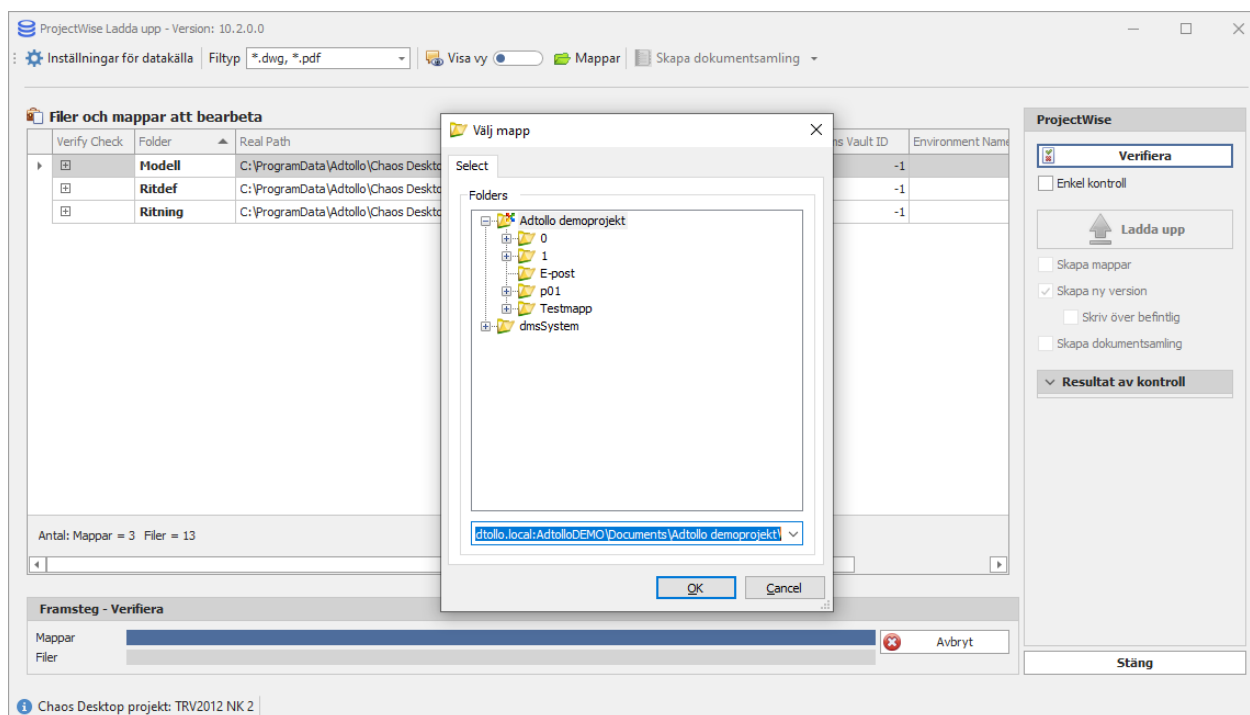 ProjectWise Ladda upp - Version: 10.2.0.0
Inställningar för datakälla Filtyp *.dwg, *.pdf Visa vy Mappar Skapa dokumentsamling
Filer och mappar att bearbeta
Verify Check Folder Real Path ns Vault ID Environment Name
Modell C:\ProgramData\Adtollo\Chaos Deskto -1
Ritdef C:\ProgramData\Adtollo\Chaos Deskto -1
Ritning C:\ProgramData\Adtollo\Chaos Deskto -1
Antal: Mappar = 3 Filer = 13
Välj mapp
Select
Folders
Adtollo demoprojekt
0
1
E-post
p01
Testmapp
dmsSystem
dtollo.local:AdtolloDEMO\Documents\Adtollo demoprojekt\
OK Cancel
ProjectWise
Verifiera
Enkel kontroll
Ladda upp
Skapa mappar
Skapa ny version
Skriv över befintlig
Skapa dokumentsamling
Resultat av kontroll
Framsteg - Verifiera
Mappar
Filer
Avbryt
Stäng
Chaos Desktop projekt: TRV2012 NK 2